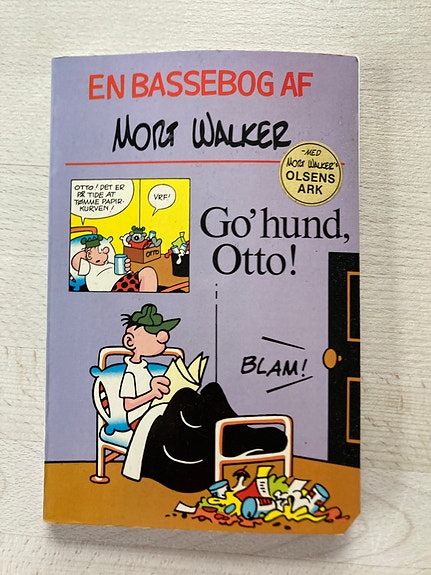 EN BASSEBOG AF
MORT WALKER
-MED
MORT WALKER'S
OLSENS
ARK
OTTO! DET ER
PÅ TIDE AT
TØMME PAPIR-
KURVEN!
VRF!
OTTO
Go' hund,
Otto!
BLAM!